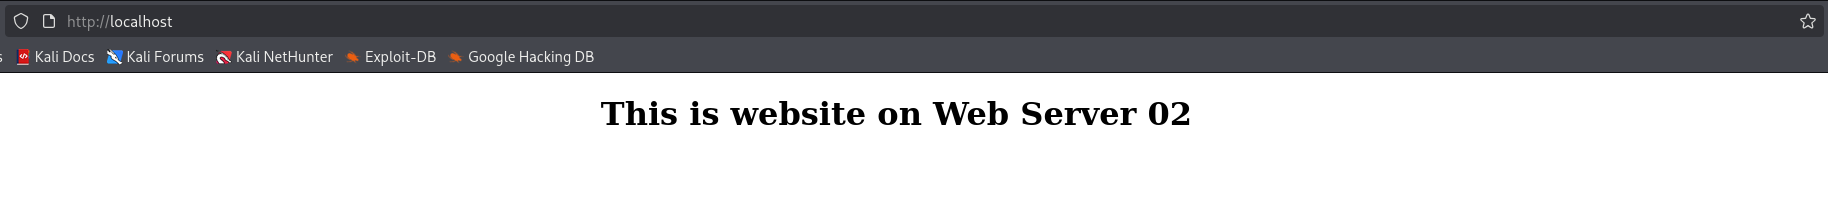 http://localhost
s Kali Docs Kali Forums Kali NetHunter Exploit-DB Google Hacking DB
This is website on Web Server 02